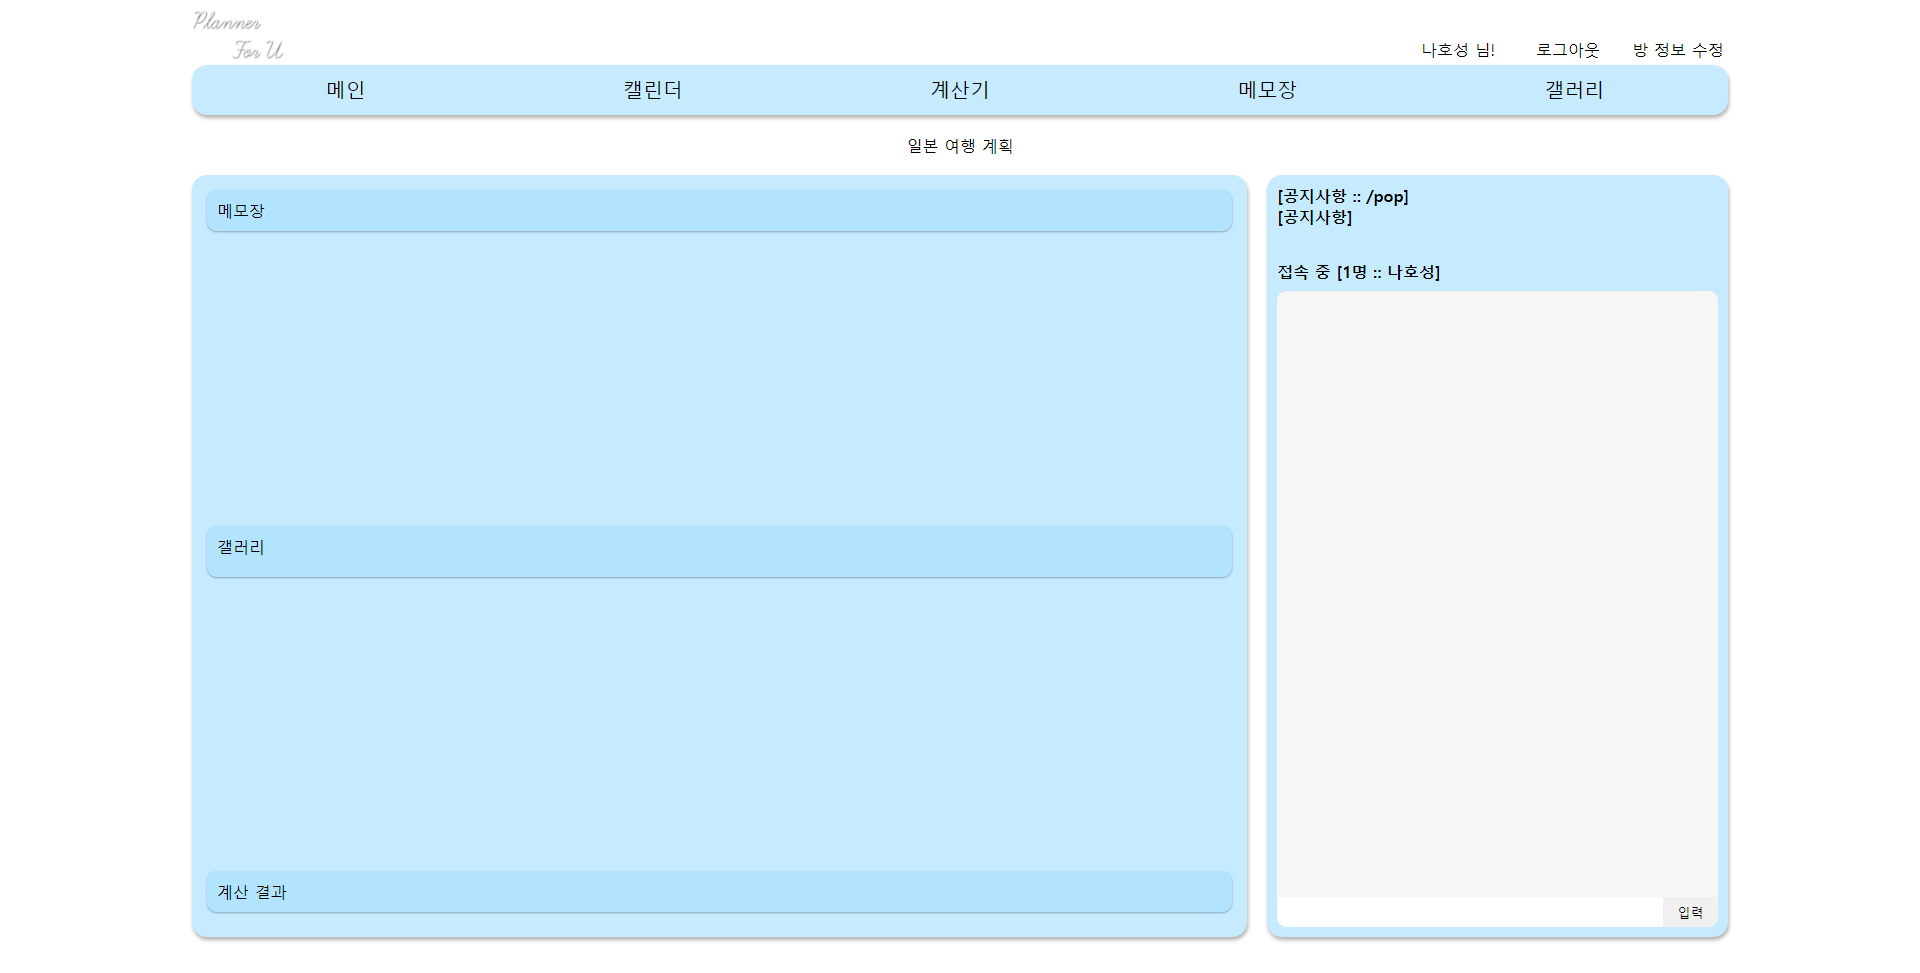 Planner
For U
나호성 님! 로그아웃 방 정보 수정
메인 캘린더 계산기 메모장 갤러리
일본 여행 계획
메모장
갤러리
계산 결과
[공지사항 :: /pop]
[공지사항]
접속 중 [1명 :: 나호성]
입력